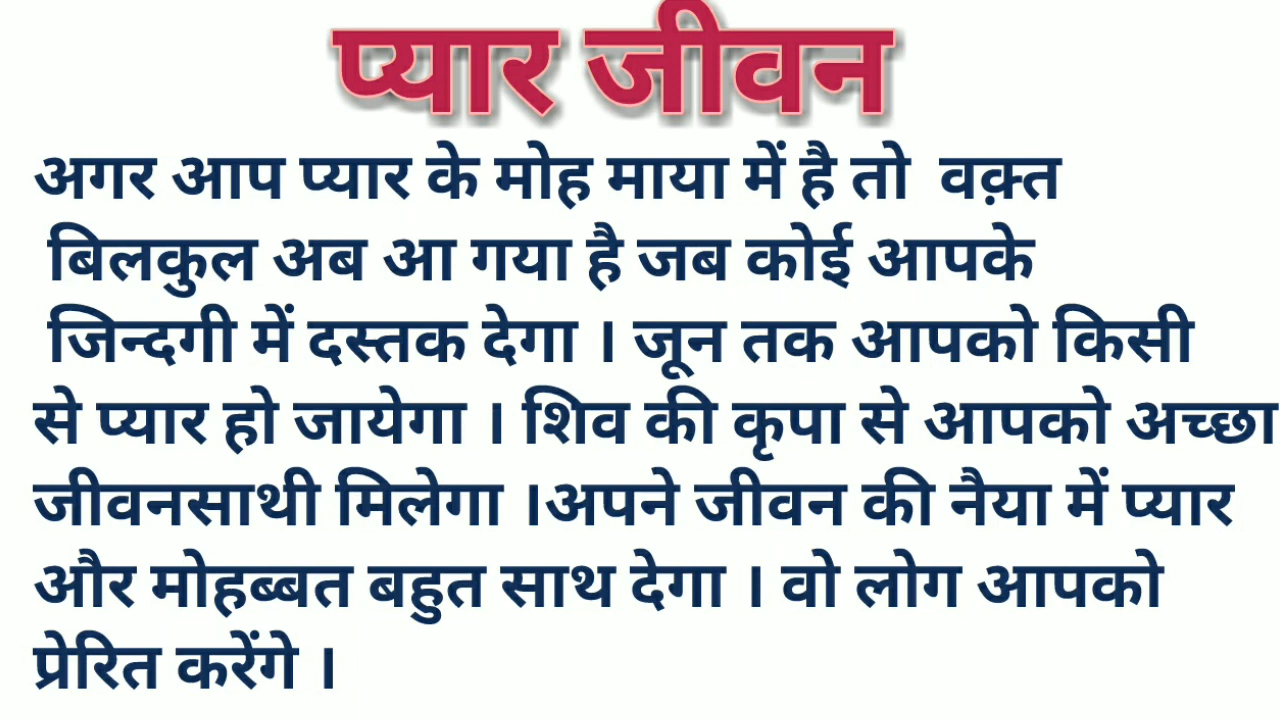 प्यार जीवन
अगर आप प्यार के मोह माया में है तो वक़्त
बिलकुल अब आ गया है जब कोई आपके
जिन्दगी में दस्तक देगा । जून तक आपको किसी
से प्यार हो जायेगा । शिव की कृपा से आपको अच्छा
जीवनसाथी मिलेगा ।अपने जीवन की नैया में प्यार
और मोहब्बत बहुत साथ देगा । वो लोग आपको
प्रेरित करेंगे ।